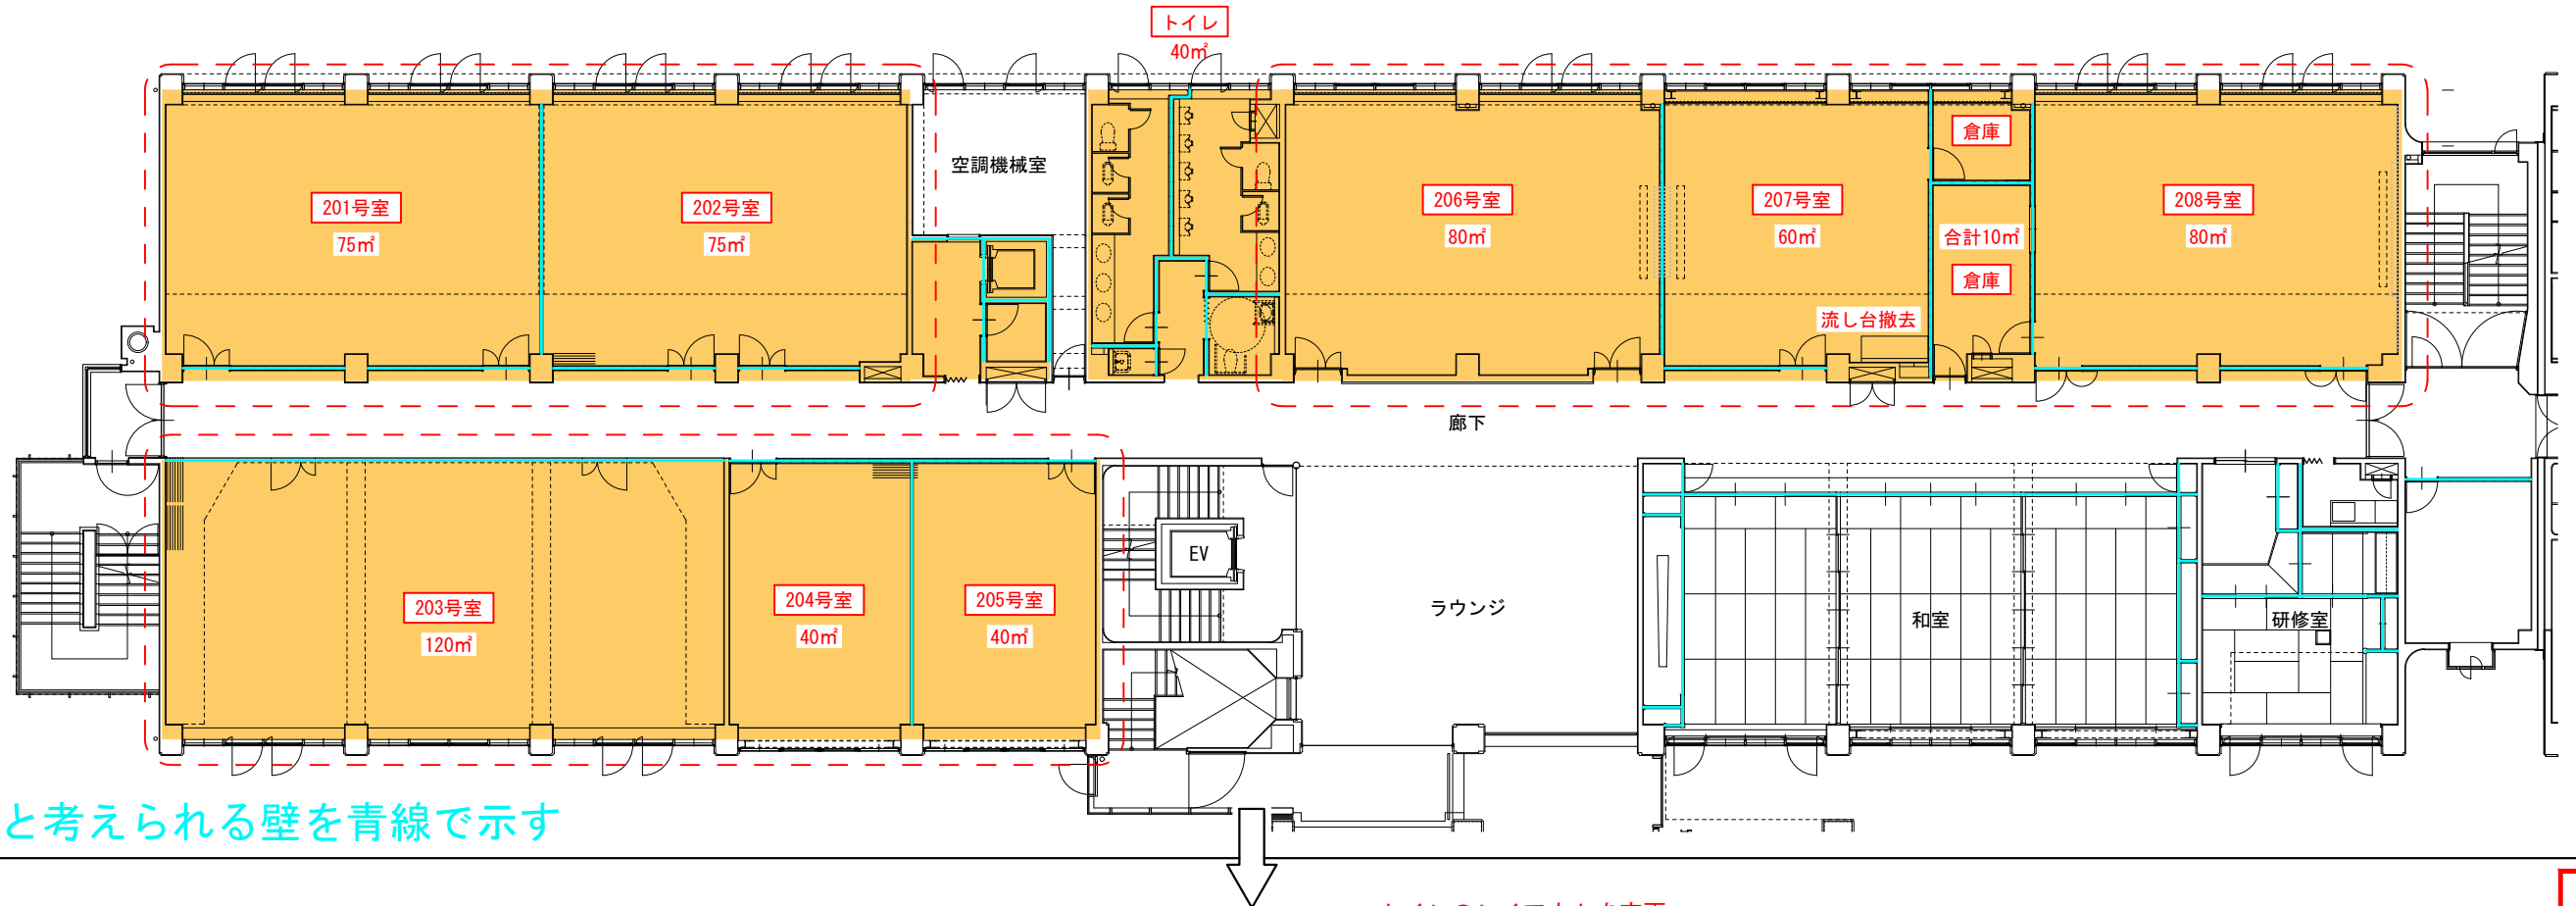 トイレ
40㎡
空調機械室
201号室
75㎡
202号室
75㎡
206号室
80㎡
207号室
60㎡
倉庫
合計10㎡
倉庫
208号室
80㎡
流し台撤去
廊下
203号室
120㎡
204号室
40㎡
205号室
40㎡
EV
ラウンジ
和室
研修室
と考えられる壁を青線で示す